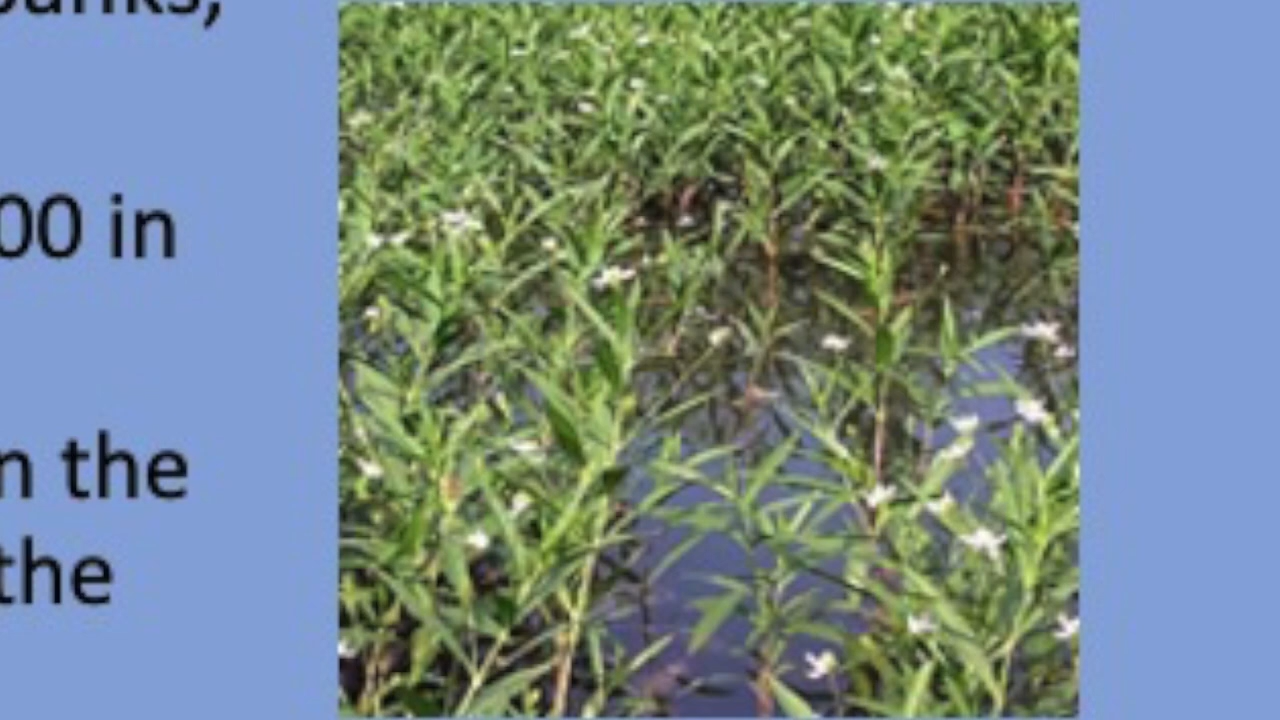 00 in
n the
the